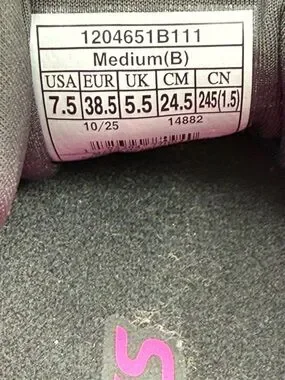 1204651B111
Medium(B)
USA EUR UK CM CN
7.5 38.5 5.5 24.5 245(1.5)
10/25 14882
S